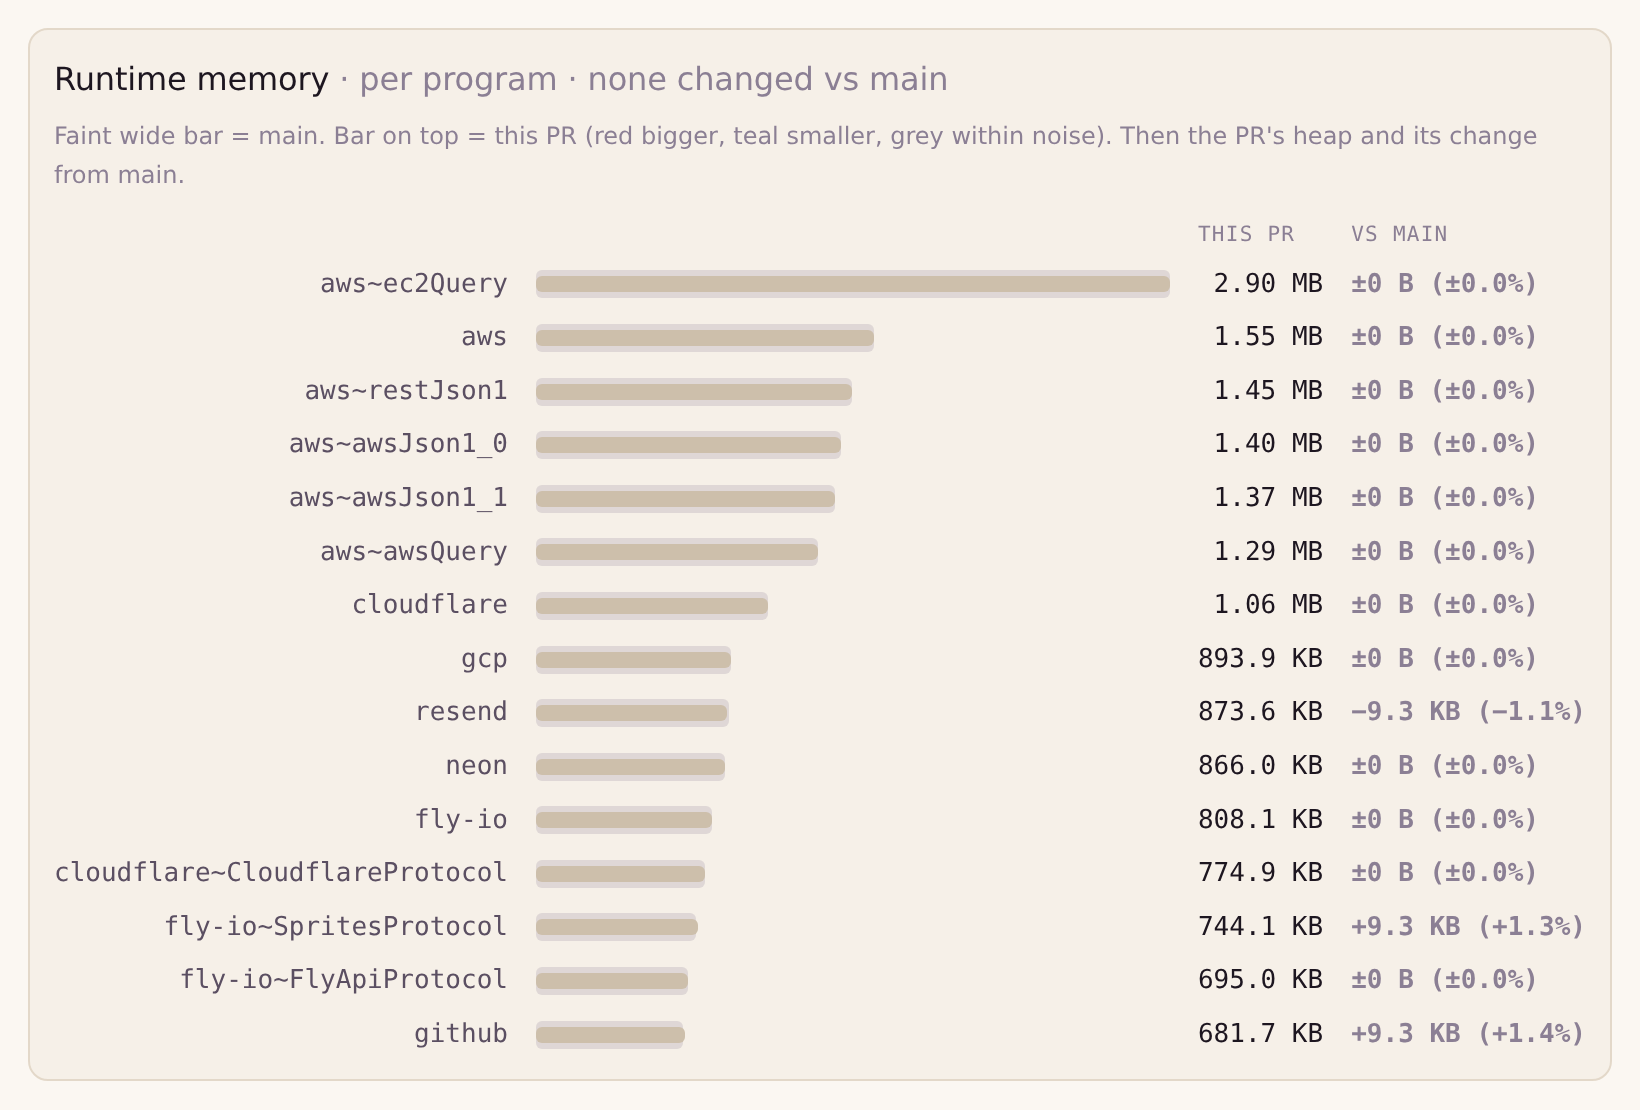 Runtime memory · per program · none changed vs main
Faint wide bar = main. Bar on top = this PR (red bigger, teal smaller, grey within noise). Then the PR's heap and its change
from main.
THIS PR VS MAIN
aws~ec2Query 2.90 MB ±0 B (±0.0%)
aws 1.55 MB ±0 B (±0.0%)
aws~restJson1 1.45 MB ±0 B (±0.0%)
aws~awsJson1_0 1.40 MB ±0 B (±0.0%)
aws~awsJson1_1 1.37 MB ±0 B (±0.0%)
aws~awsQuery 1.29 MB ±0 B (±0.0%)
cloudflare 1.06 MB ±0 B (±0.0%)
gcp 893.9 KB ±0 B (±0.0%)
resend 873.6 KB −9.3 KB (−1.1%)
neon 866.0 KB ±0 B (±0.0%)
fly-io 808.1 KB ±0 B (±0.0%)
cloudflare~CloudflareProtocol 774.9 KB ±0 B (±0.0%)
fly-io~SpritesProtocol 744.1 KB +9.3 KB (+1.3%)
fly-io~FlyApiProtocol 695.0 KB ±0 B (±0.0%)
github 681.7 KB +9.3 KB (+1.4%)